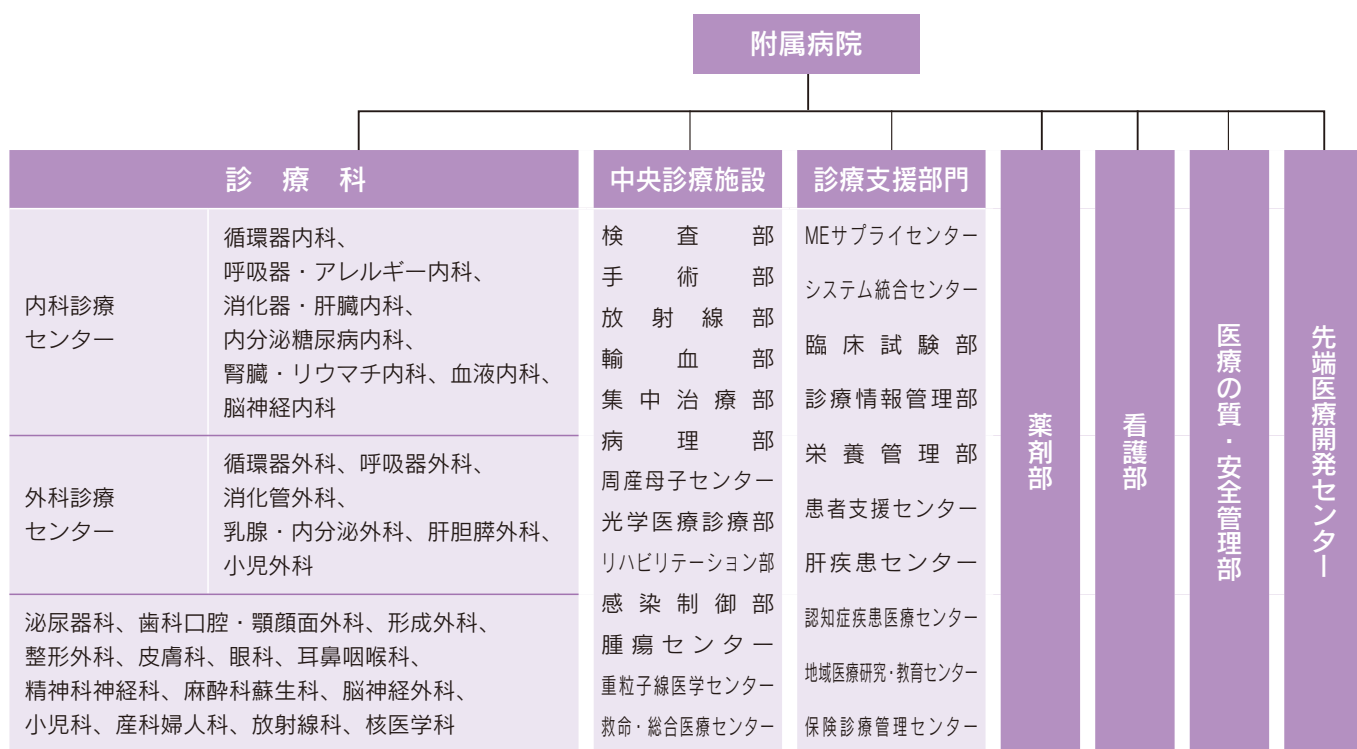 附属病院
診療科
内科診療
センター
循環器内科、
呼吸器・アレルギー内科、
消化器・肝臓内科、
内分泌糖尿病内科、
腎臓・リウマチ内科、血液内科、
脳神経内科
外科診療
センター
循環器外科、呼吸器外科、
消化管外科、
乳腺・内分泌外科、肝胆膵外科、
小児外科
泌尿器科、歯科口腔・顎顔面外科、形成外科、
整形外科、皮膚科、眼科、耳鼻咽喉科、
精神科神経科、麻酔科蘇生科、脳神経外科、
小児科、産科婦人科、放射線科、核医学科
中央診療施設
検査部
手術部
放射線部
輸血部
集中治療部
病理部
周産母子センター
光学医療診療部
リハビリテーション部
感染制御部
腫瘍センター
重粒子線医学センター
救命・総合医療センター
診療支援部門
MEサプライセンター
システム統合センター
臨床試験部
診療情報管理部
栄養管理部
患者支援センター
肝疾患センター
認知症疾患医療センター
地域医療研究・教育センター
保険診療管理センター
薬剤部
看護部
医療の質・安全管理部
先端医療開発センター